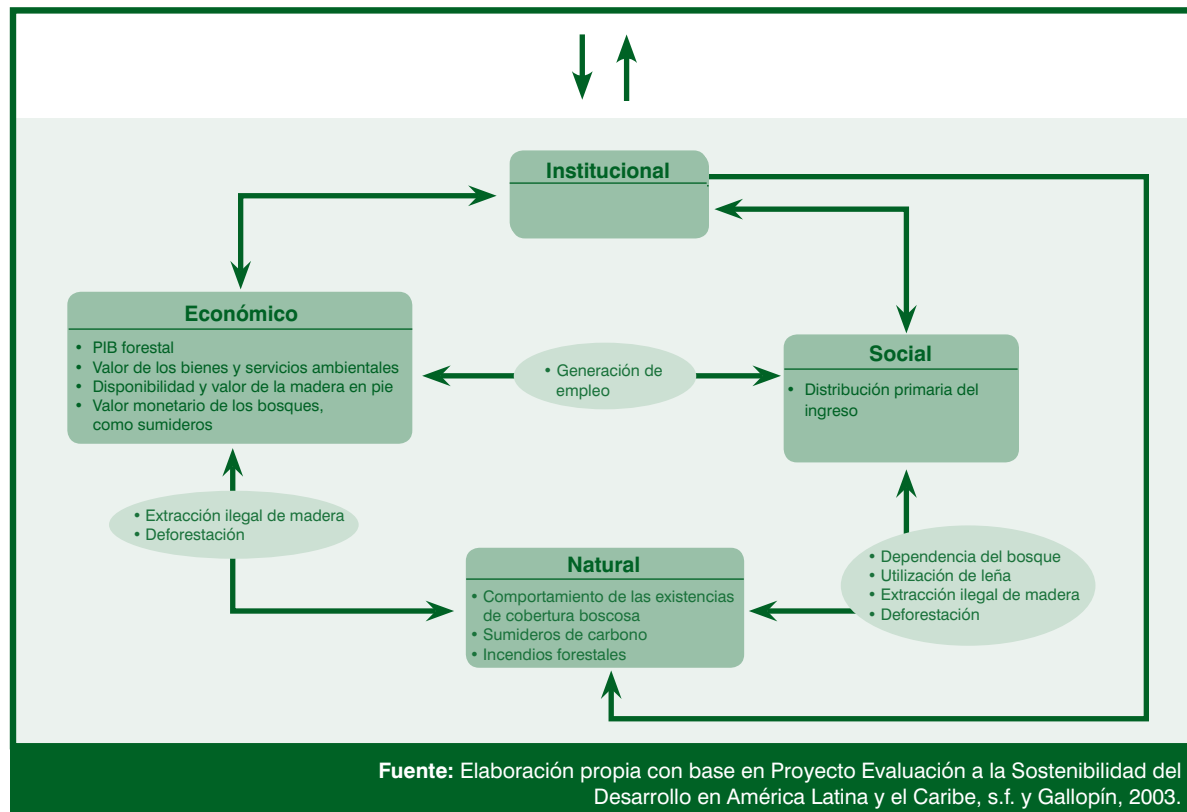 Institucional
Económico
• PIB forestal
• Valor de los bienes y servicios ambientales
• Disponibilidad y valor de la madera en pie
• Valor monetario de los bosques,
como sumideros
• Generación de
empleo
Social
• Distribución primaria del
ingreso
• Extracción ilegal de madera
• Deforestación
Natural
• Comportamiento de las existencias
de cobertura boscosa
• Sumideros de carbono
• Incendios forestales
• Dependencia del bosque
• Utilización de leña
• Extracción ilegal de madera
• Deforestación
Fuente: Elaboración propia con base en Proyecto Evaluación a la Sostenibilidad del
Desarrollo en América Latina y el Caribe, s.f. y Gallopín, 2003.